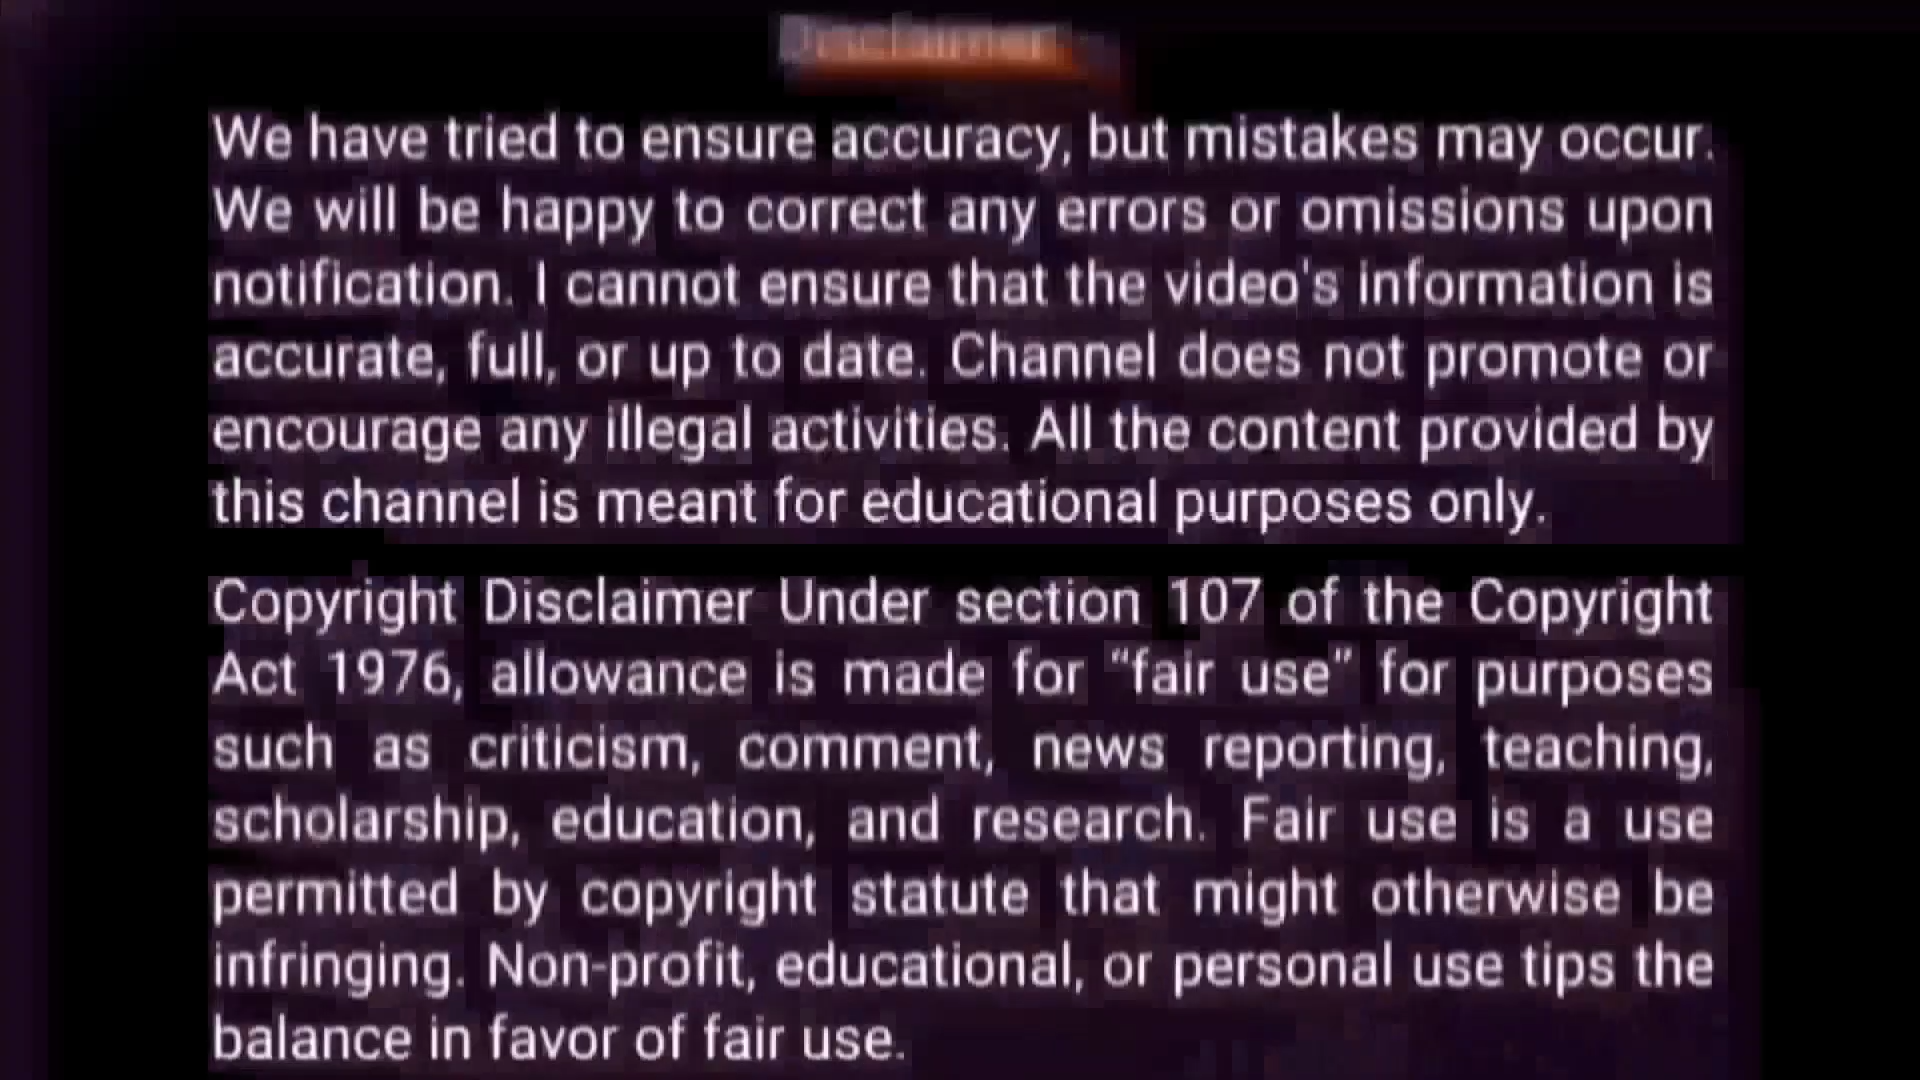 Disclaimer
We have tried to ensure accuracy, but mistakes may occur.
We will be happy to correct any errors or omissions upon
notification. I cannot ensure that the video's information is
accurate, full, or up to date. Channel does not promote or
encourage any illegal activities. All the content provided by
this channel is meant for educational purposes only.
Copyright Disclaimer Under section 107 of the Copyright
Act 1976, allowance is made for “fair use” for purposes
such as criticism, comment, news reporting, teaching,
scholarship, education, and research. Fair use is a use
permitted by copyright statute that might otherwise be
infringing. Non-profit, educational, or personal use tips the
balance in favor of fair use.